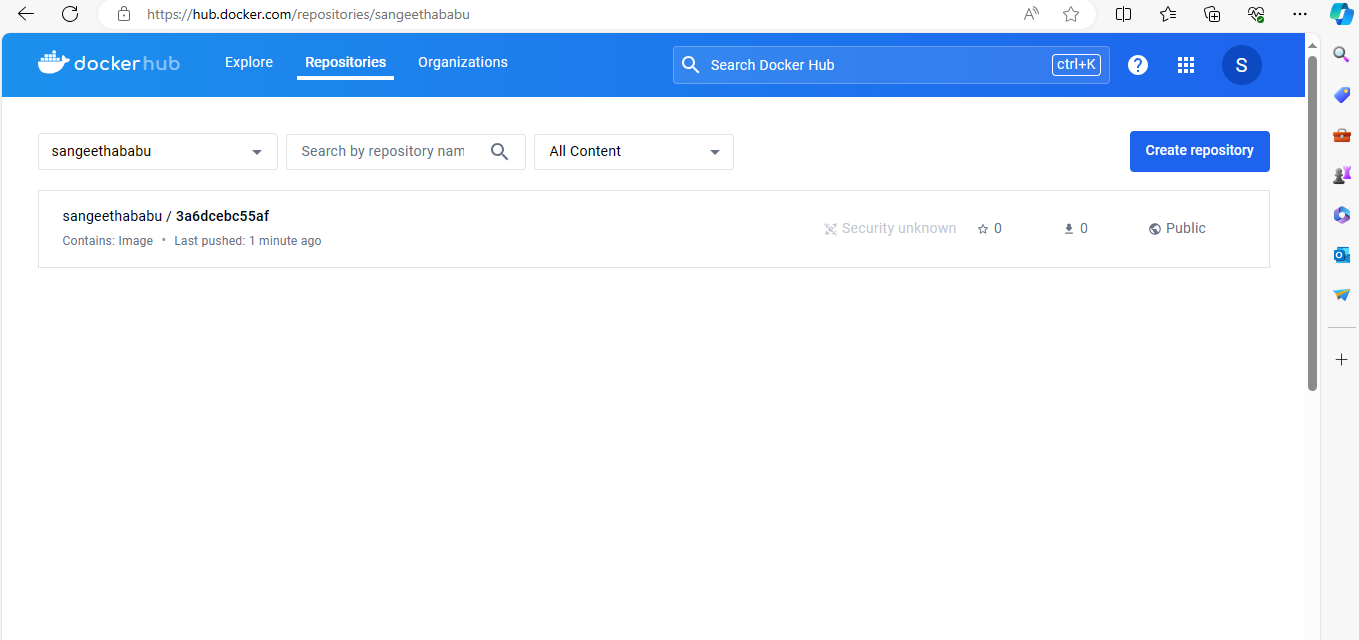 https://hub.docker.com/repositories/sangeethababu
docker hub
Explore
Repositories
Organizations
Search Docker Hub
ctrl+K
?
S
sangeethababu
Search by repository nam
All Content
Create repository
sangeethababu / 3a6dcebc55af
Contains: Image • Last pushed: 1 minute ago
Security unknown
0
0
Public